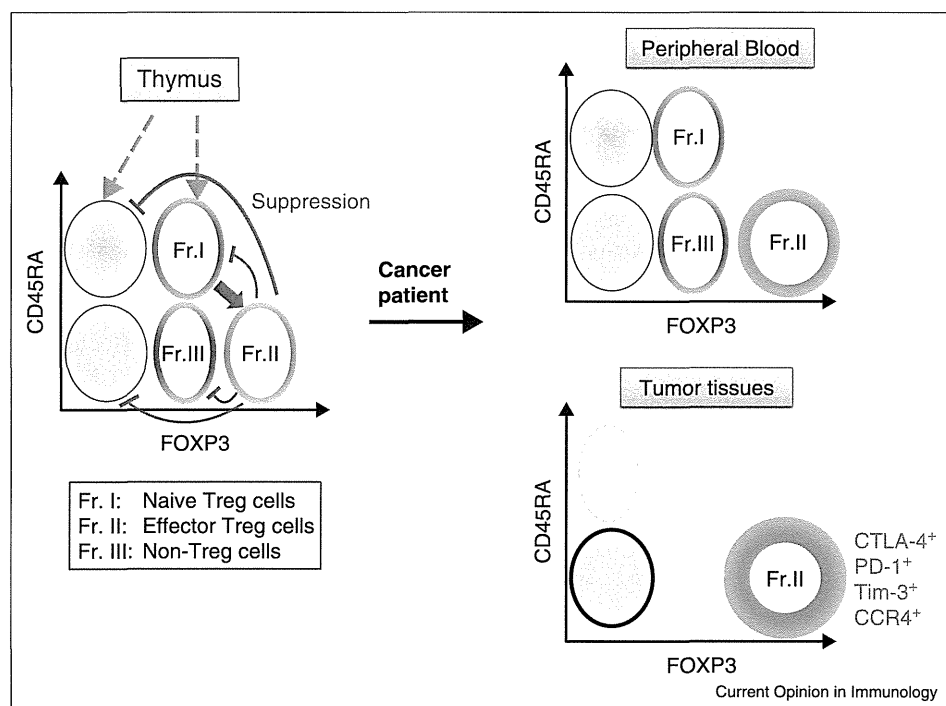 Thymus
Suppression
CD45RA
Fr.I
Fr.III
Fr.II
FOXP3
Fr. I: Naive Treg cells
Fr. II: Effector Treg cells
Fr. III: Non-Treg cells
Cancer
patient
Peripheral Blood
CD45RA
Fr.I
Fr.III
Fr.II
FOXP3
Tumor tissues
CD45RA
Fr.II
CTLA-4⁺
PD-1⁺
Tim-3⁺
CCR4⁺
FOXP3
Current Opinion in Immunology